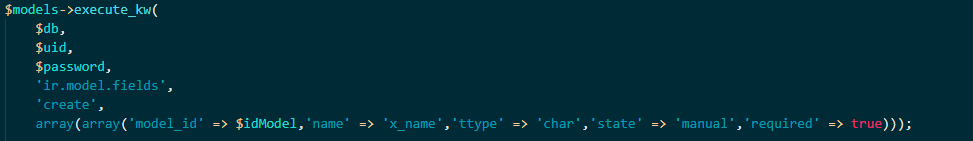 $models->execute_kw(
$db,
$uid,
$password,
'ir.model.fields',
'create',
array(array('model_id' => $idModel,'name' => 'x_name','ttype' => 'char','state' => 'manual','required' => true)));